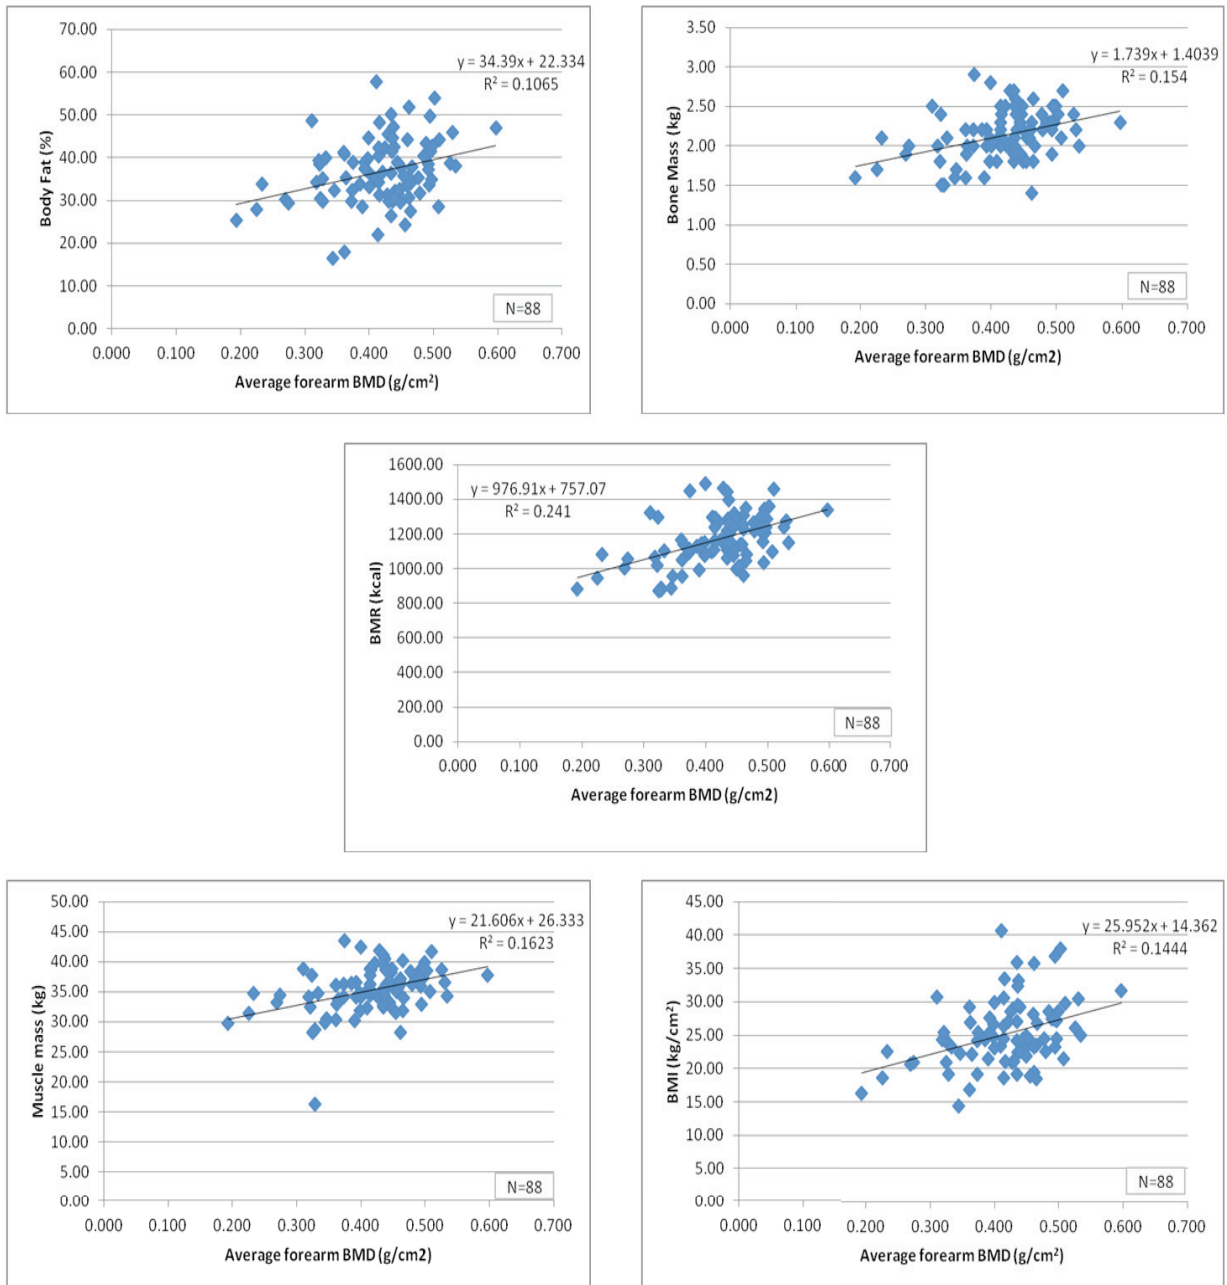 70.00
60.00
50.00
40.00
30.00
20.00
10.00
0.00
Body Fat (%)
y = 34.39x + 22.334
R² = 0.1065
N=88
0.000 0.100 0.200 0.300 0.400 0.500 0.600 0.700
Average forearm BMD (g/cm²)
3.50
3.00
2.50
2.00
1.50
1.00
0.50
0.00
Bone Mass (kg)
y = 1.739x + 1.4039
R² = 0.154
N=88
0.000 0.100 0.200 0.300 0.400 0.500 0.600 0.700
Average forearm BMD (g/cm2)
1600.00
1400.00
1200.00
1000.00
800.00
600.00
400.00
200.00
0.00
BMR (kcal)
y = 976.91x + 757.07
R² = 0.241
N=88
0.000 0.100 0.200 0.300 0.400 0.500 0.600 0.700
Average forearm BMD (g/cm2)
50.00
45.00
40.00
35.00
30.00
25.00
20.00
15.00
10.00
5.00
0.00
Muscle mass (kg)
y = 21.606x + 26.333
R² = 0.1623
N=88
0.000 0.100 0.200 0.300 0.400 0.500 0.600 0.700
Average forearm BMD (g/cm2)
45.00
40.00
35.00
30.00
25.00
20.00
15.00
10.00
5.00
0.00
BMI (kg/cm²)
y = 25.952x + 14.362
R² = 0.1444
N=88
0.000 0.100 0.200 0.300 0.400 0.500 0.600 0.700
Average forearm BMD (g/cm²)